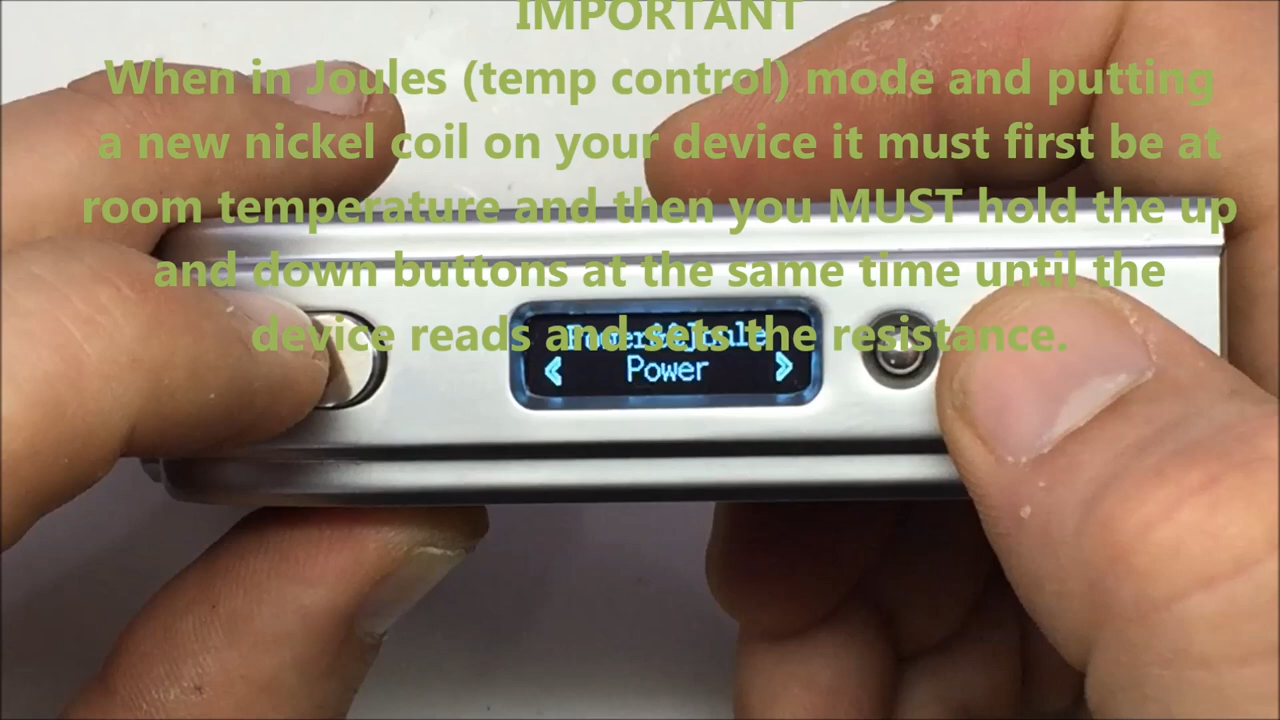 IMPORTANT
When in Joules (temp control) mode and putting
a new nickel coil on your device it must first be at
room temperature and then you MUST hold the up
and down buttons at the same time until the
device reads and sets the resistance.
Power&Joule
Power